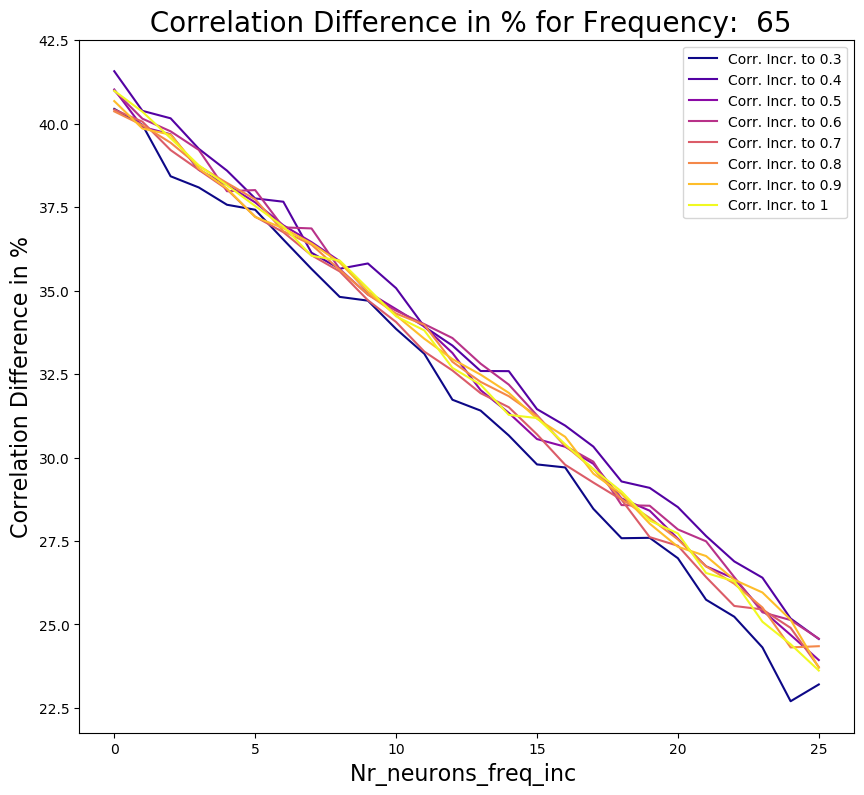 Correlation Difference in % for Frequency:  65
Correlation Difference in %
42.5
40.0
37.5
35.0
32.5
30.0
27.5
25.0
22.5
Corr. Incr. to 0.3
Corr. Incr. to 0.4
Corr. Incr. to 0.5
Corr. Incr. to 0.6
Corr. Incr. to 0.7
Corr. Incr. to 0.8
Corr. Incr. to 0.9
Corr. Incr. to 1
0 5 10 15 20 25
Nr_neurons_freq_inc